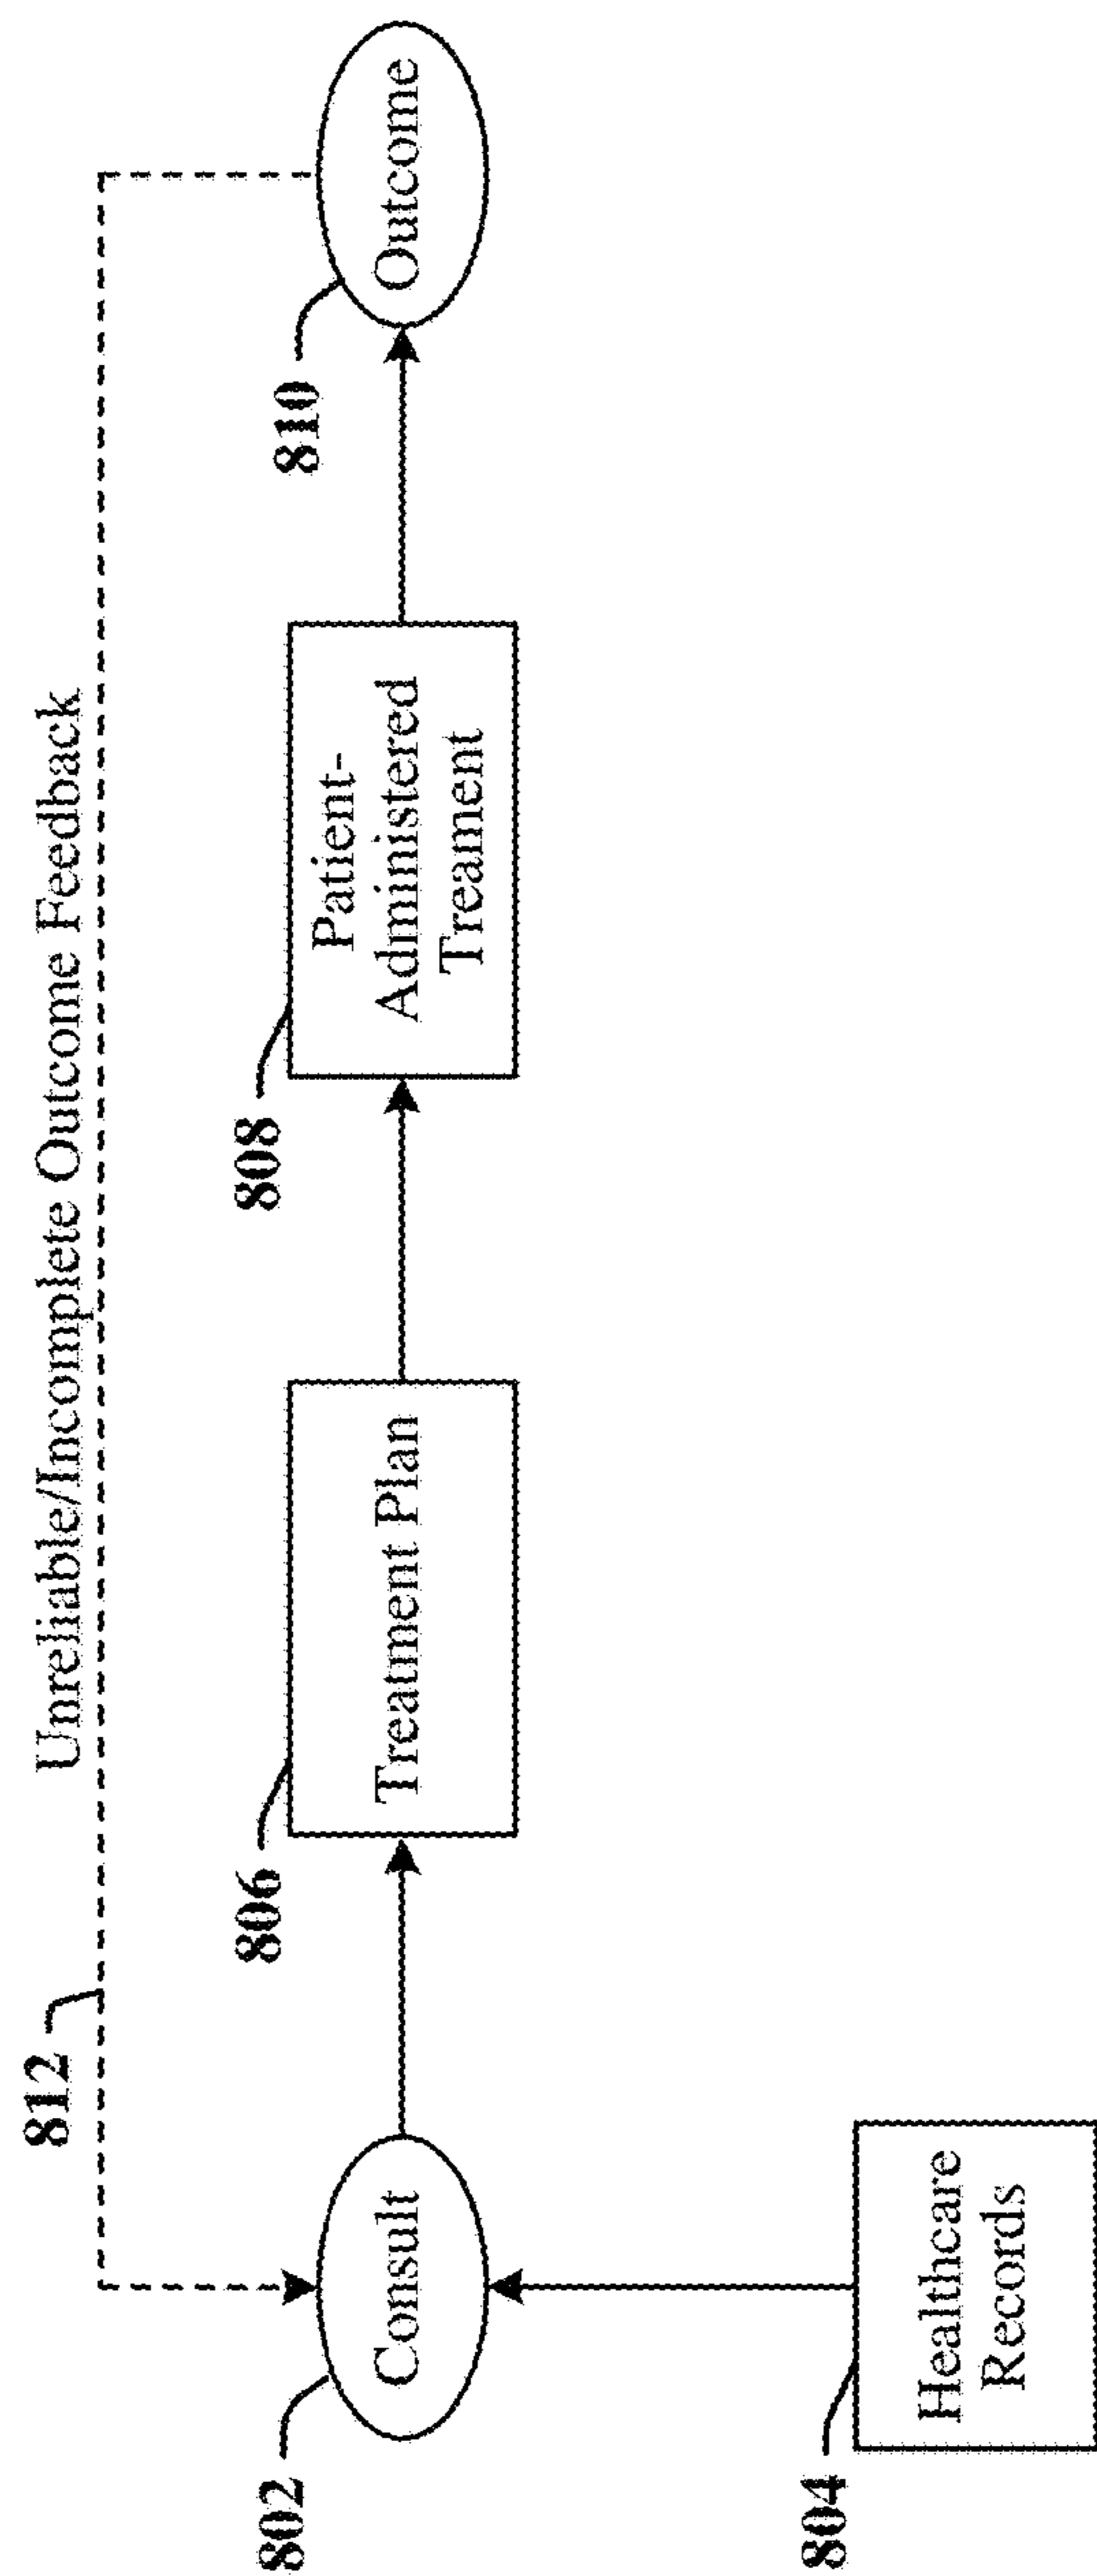 Unreliable/Incomplete Outcome Feedback
812
802
Consult
806
Treatment Plan
808
Patient-
Administered
Treament
810
Outcome
804
Healthcare
Records